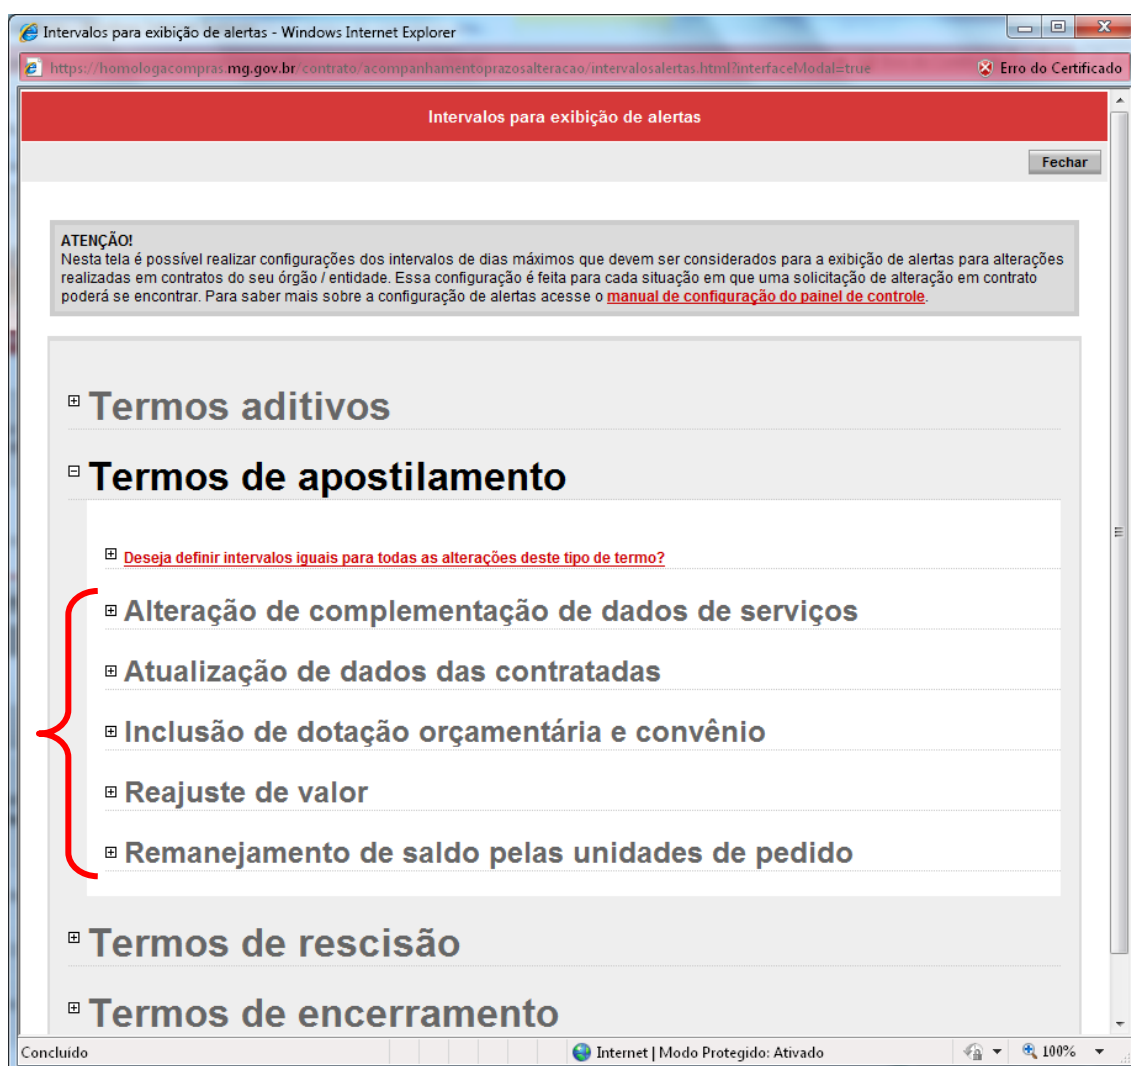 Intervalos para exibição de alertas - Windows Internet Explorer
https://homologacompras.mg.gov.br/contrato/acompanhamentoprazosalteracao/intervalosalertas.html?interfaceModal=true
Erro do Certificado
Intervalos para exibição de alertas
Fechar
ATENÇÃO!
Nesta tela é possível realizar configurações dos intervalos de dias máximos que devem ser considerados para a exibição de alertas para alterações
realizadas em contratos do seu órgão / entidade. Essa configuração é feita para cada situação em que uma solicitação de alteração em contrato
poderá se encontrar. Para saber mais sobre a configuração de alertas acesse o manual de configuração do painel de controle.
Termos aditivos
Termos de apostilamento
Deseja definir intervalos iguais para todas as alterações deste tipo de termo?
Alteração de complementação de dados de serviços
Atualização de dados das contratadas
Inclusão de dotação orçamentária e convênio
Reajuste de valor
Remanejamento de saldo pelas unidades de pedido
Termos de rescisão
Termos de encerramento
Concluído
Internet | Modo Protegido: Ativado
100%